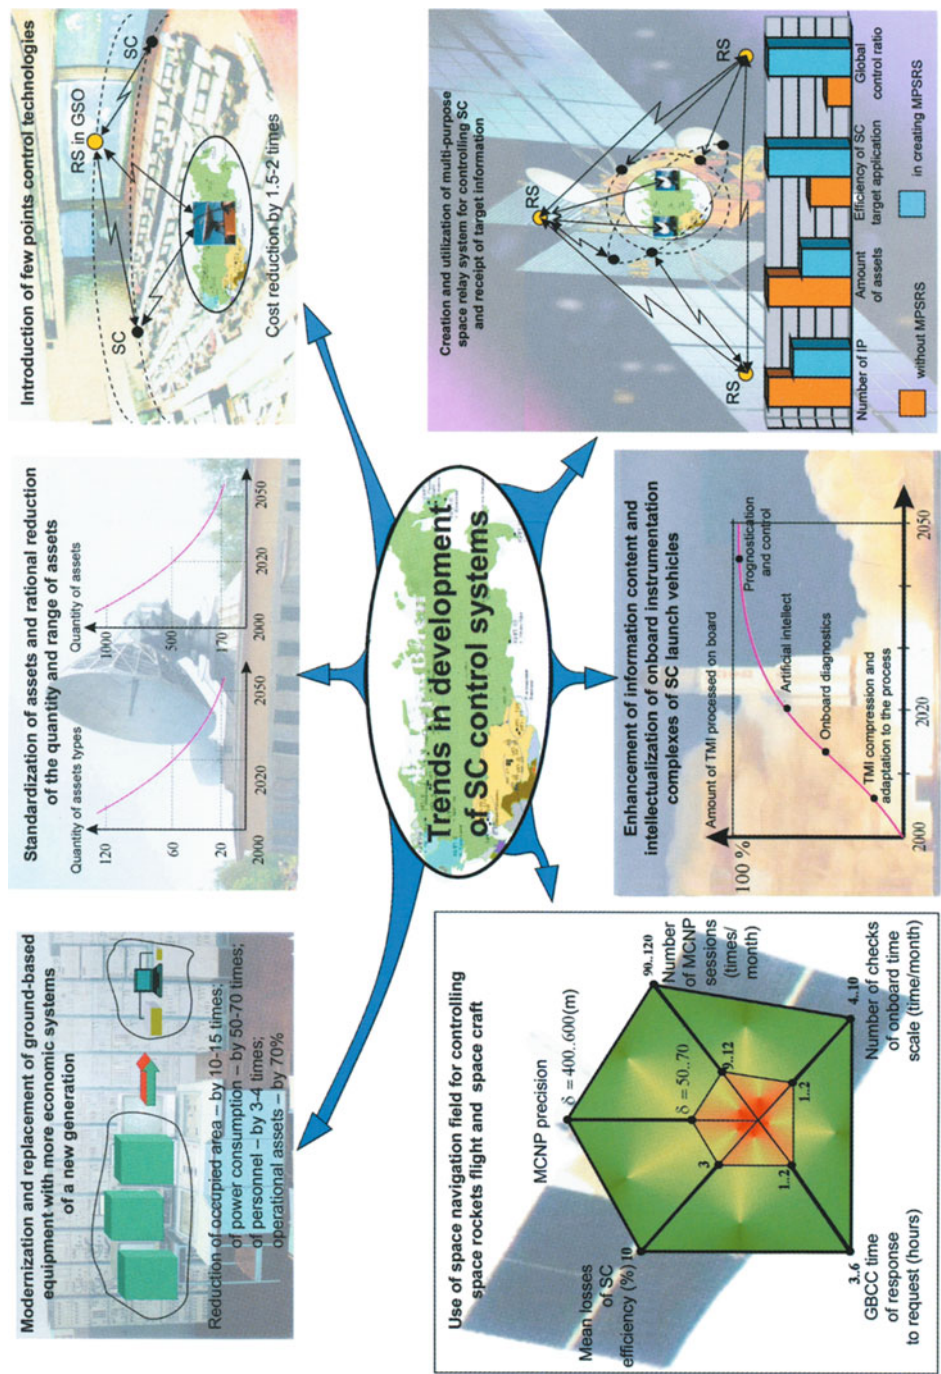 Modernization and replacement of ground-based
equipment with more economic systems
of a new generation
Reduction of occupied area – by 10-15 times;
of power consumption – by 50-70 times;
of personnel – by 3-4 times;
operational assets – by 70%
Standardization of assets and rational reduction
of the quantity and range of assets
Quantity of assets types
120
60
20
2000
2020
2050
Quantity of assets
1000
500
170
2000
2020
2050
Introduction of few points control technologies
RS in GSO
SC
SC
Cost reduction by 1.5-2 times
Trends in development
of SC control systems
Use of space navigation field for controlling
space rockets flight and space craft
MCNP precision
δ = 400..600 (m)
δ = 50..70
90..120
Number
of MCNP
sessions
(times/
month)
9..12
Mean losses
of SC
efficiency (%)
10
3
1..2
1..2
3..6
GBCC time
of response
to request (hours)
4..10
Number of checks
of onboard time
scale (time/month)
Enhancement of information content and
intellectualization of onboard instrumentation
complexes of SC launch vehicles
Amount of TMI processed on board
100 %
Prognostication
and control
Artificial intellect
Onboard diagnostics
TMI compression and
adaptation to the process
2000
2020
2050
Creation and utilization of multi-purpose
space relay system for controlling SC
and receipt of target information
RS
RS
RS
Number of IP
Amount
of assets
Efficiency of SC
target application
Global
control ratio
without MPSRS
in creating MPSRS